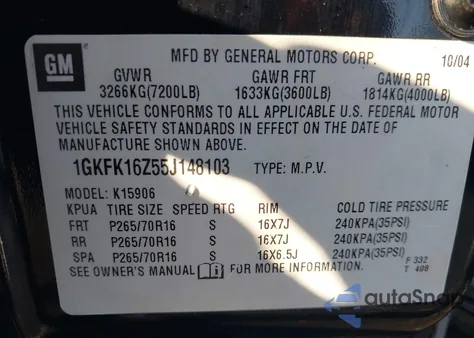 GM
MFD BY GENERAL MOTORS CORP. 10/04
GVWR GAWR FRT GAWR RR
3266KG(7200LB) 1633KG(3600LB) 1814KG(4000LB)
THIS VEHICLE CONFORMS TO ALL APPLICABLE U.S. FEDERAL MOTOR
VEHICLE SAFETY STANDARDS IN EFFECT ON THE DATE OF
MANUFACTURE SHOWN ABOVE.
1GKFK16Z55J148103 TYPE: M.P.V.
MODEL: K15906
KPUA TIRE SIZE SPEED RTG RIM COLD TIRE PRESSURE
FRT P265/70R16 S 16X7J 240KPA(35PSI)
RR P265/70R16 S 16X7J 240KPA(35PSI)
SPA P265/70R16 S 16X6.5J 240KPA(35PSI)
SEE OWNER'S MANUAL FOR MORE INFORMATION. F 332
T 408
autoSnap